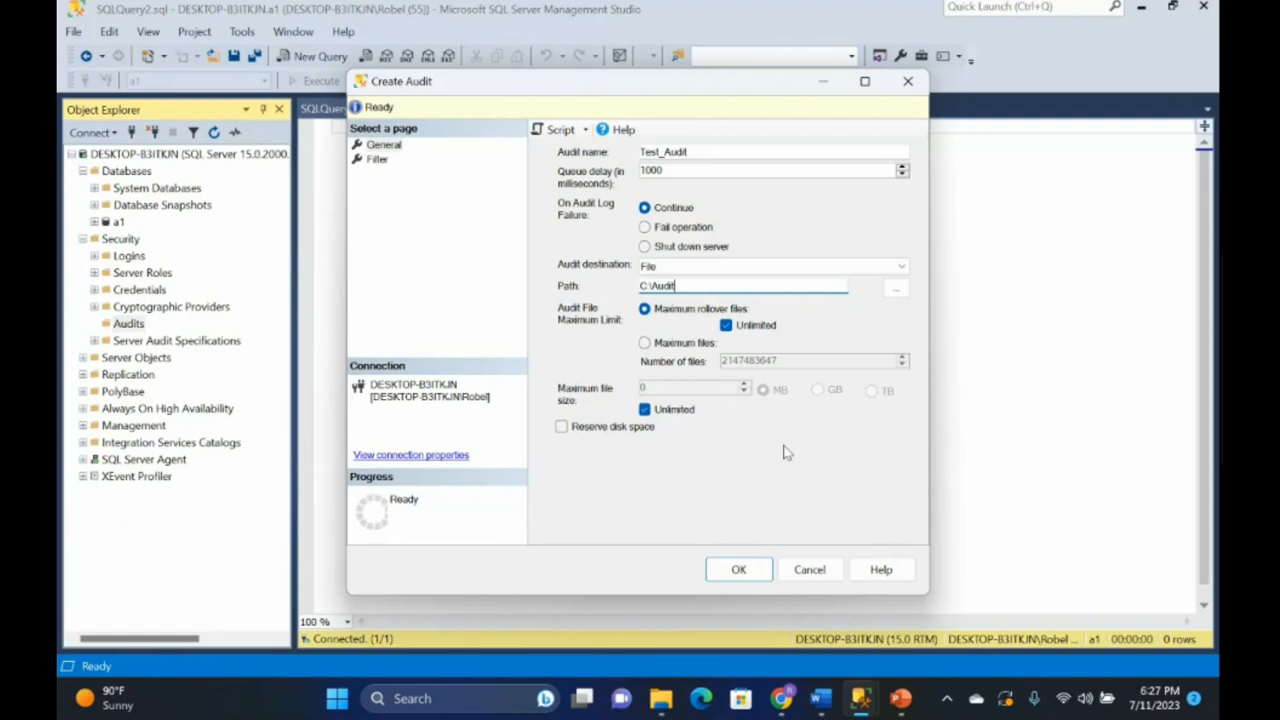 SQLQuery2.sql - DESKTOP-B3ITKJN.a1 (DESKTOP-B3ITKJN\Robel (55)) - Microsoft SQL Server Management Studio
Quick Launch (Ctrl+Q)
File Edit View Project Tools Window Help
New Query
a1
Execute
Object Explorer
Connect
DESKTOP-B3ITKJN (SQL Server 15.0.2000.
Databases
System Databases
Database Snapshots
a1
Security
Logins
Server Roles
Credentials
Cryptographic Providers
Audits
Server Audit Specifications
Server Objects
Replication
PolyBase
Always On High Availability
Management
Integration Services Catalogs
SQL Server Agent
XEvent Profiler
SQLQuer
Create Audit
Ready
Select a page
General
Filter
Connection
DESKTOP-B3ITKJN
[DESKTOP-B3ITKJN\Robel]
View connection properties
Progress
Ready
Script Help
Audit name: Test_Audit
Queue delay (in
miliseconds): 1000
On Audit Log
Failure:
Continue
Fail operation
Shut down server
Audit destination: File
Path: C:\Audit
...
Audit File
Maximum Limit:
Maximum rollover files:
Unlimited
Maximum files:
Number of files: 2147483647
Maximum file
size:
0 MB GB TB
Unlimited
Reserve disk space
OK Cancel Help
100 %
Connected. (1/1) DESKTOP-B3ITKJN (15.0 RTM) DESKTOP-B3ITKJN\Robel ... a1 00:00:00 0 rows
Ready
90°F
Sunny
Search
6:27 PM
7/11/2023
2